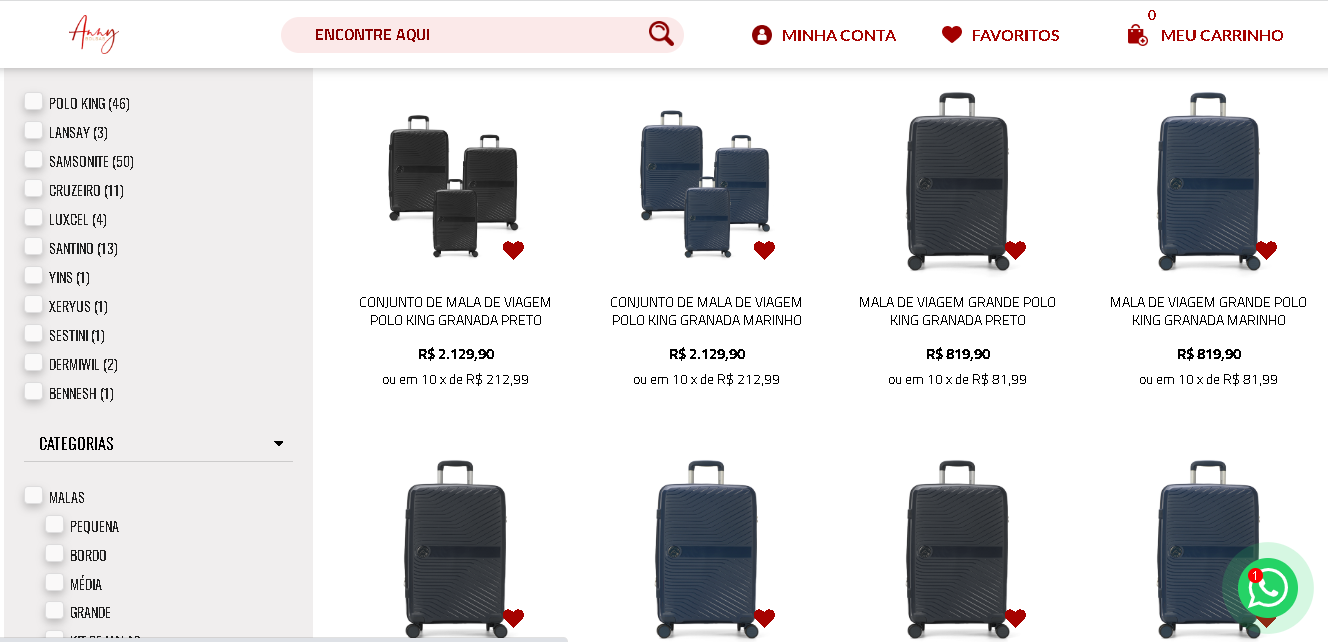 Anny
ENCONTRE AQUI
MINHA CONTA
FAVORITOS
0
MEU CARRINHO
POLO KING (46)
LANSAY (3)
SAMSONITE (50)
CRUZEIRO (11)
LUXCEL (4)
SANTINO (13)
YINS (1)
XERYUS (1)
SESTINI (1)
DERMIWIL (2)
BENNESH (1)
CATEGORIAS
MALAS
PEQUENA
BORDO
MÉDIA
GRANDE
CONJUNTO DE MALA DE VIAGEM
POLO KING GRANADA PRETO
R$ 2.129,90
ou em 10 x de R$ 212,99
CONJUNTO DE MALA DE VIAGEM
POLO KING GRANADA MARINHO
R$ 2.129,90
ou em 10 x de R$ 212,99
MALA DE VIAGEM GRANDE POLO
KING GRANADA PRETO
R$ 819,90
ou em 10 x de R$ 81,99
MALA DE VIAGEM GRANDE POLO
KING GRANADA MARINHO
R$ 819,90
ou em 10 x de R$ 81,99
1